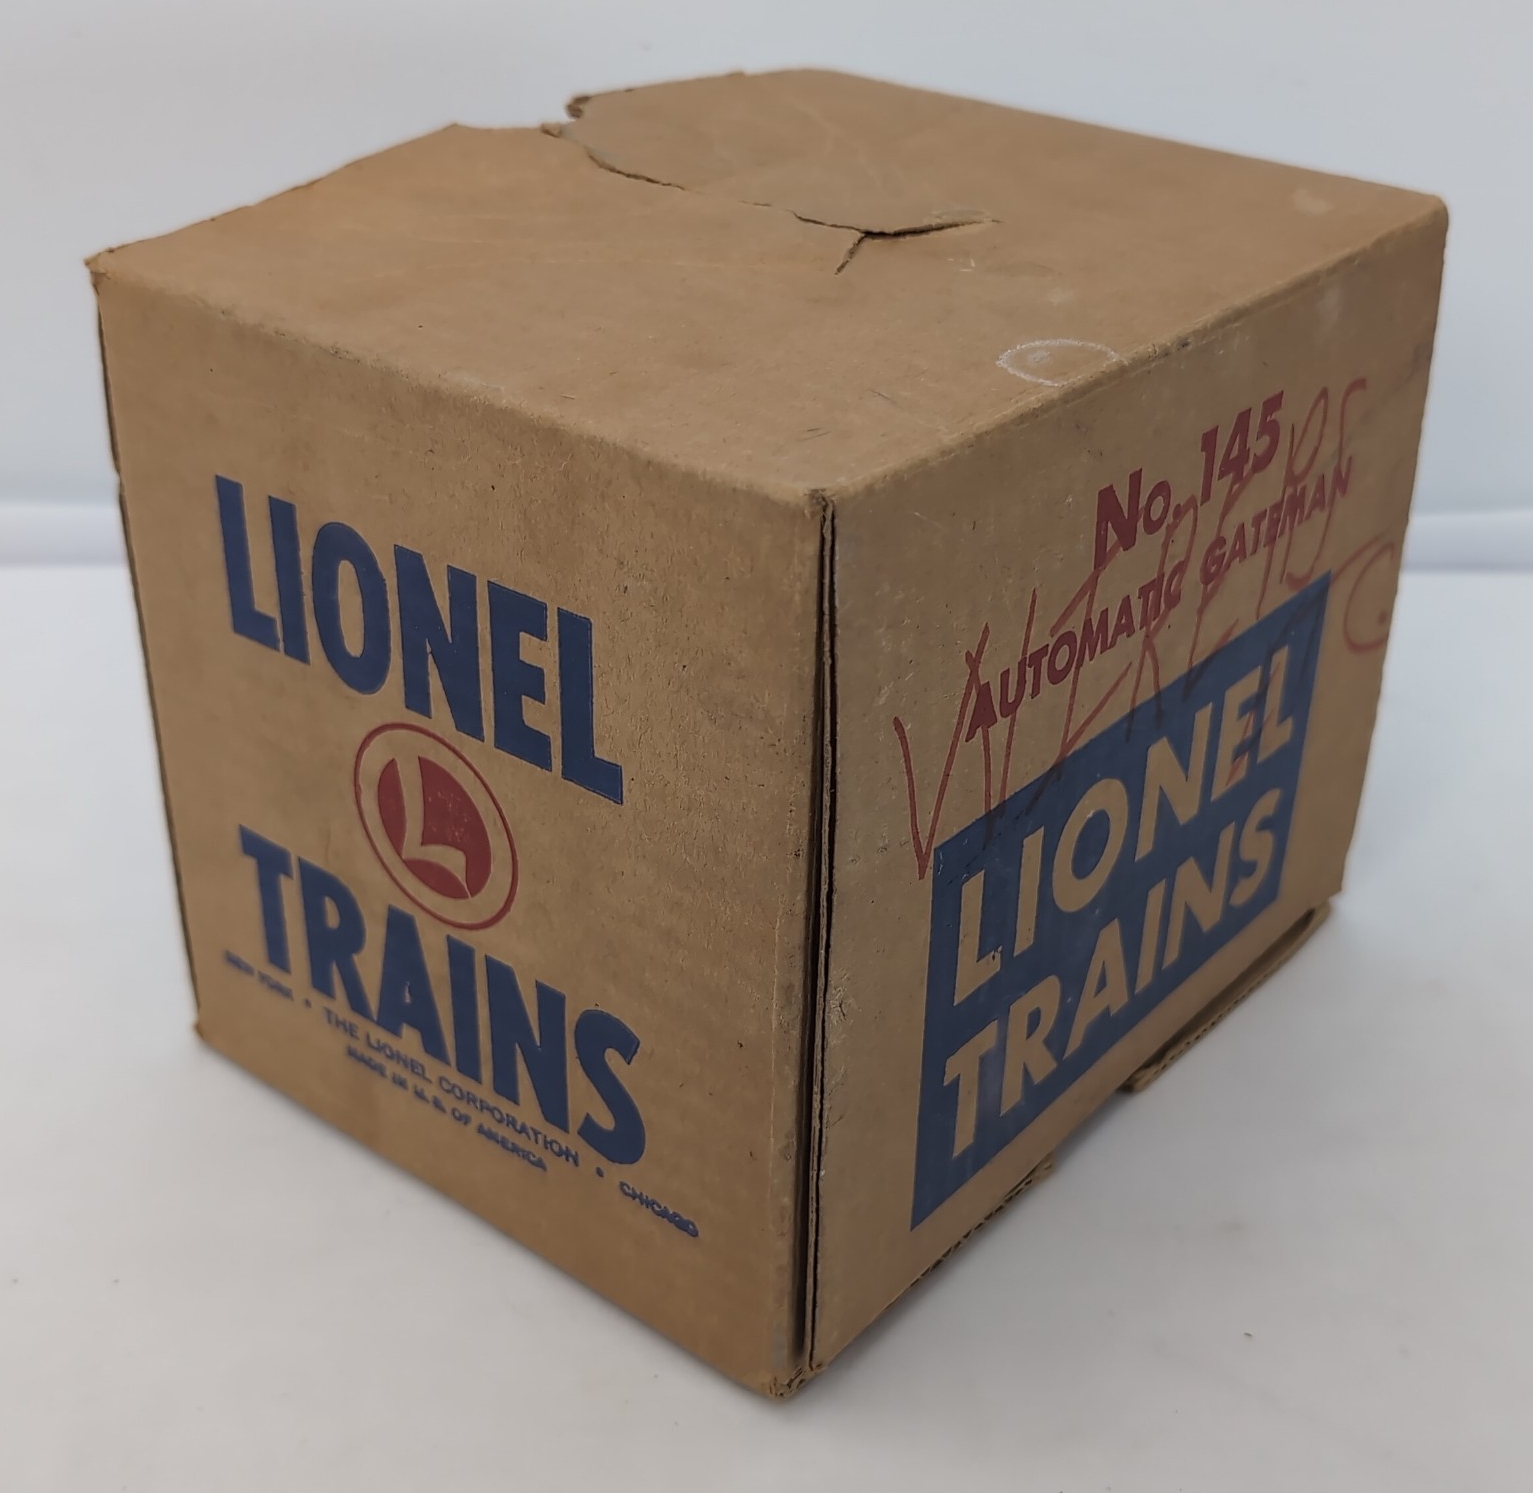 LIONEL
L
TRAINS
NEW YORK • THE LIONEL CORPORATION • CHICAGO
MADE IN U. S. OF AMERICA
No. 145
AUTOMATIC GATEMAN
LIONEL
TRAINS